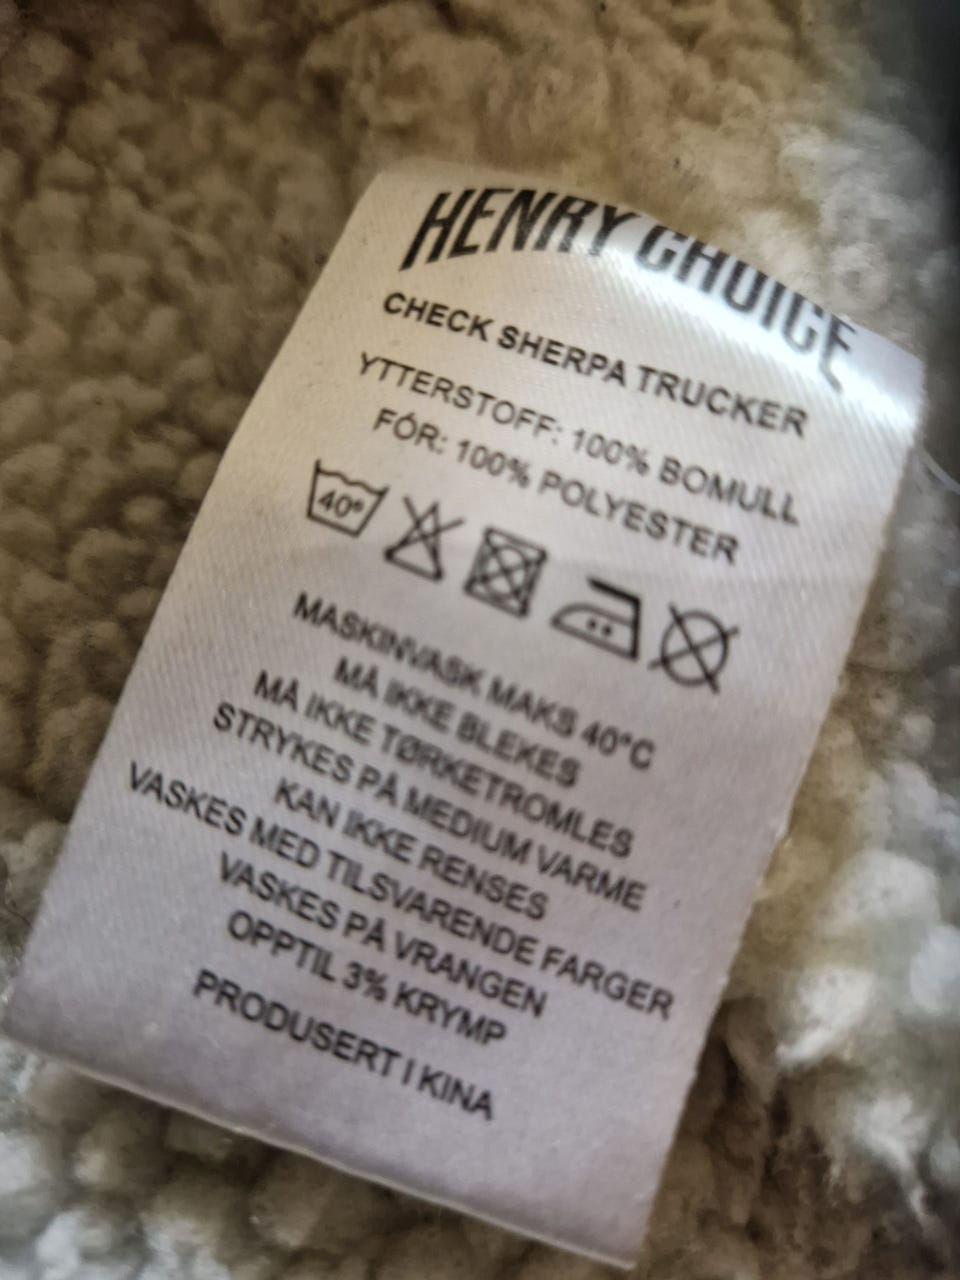 HENRY CHOICE
CHECK SHERPA TRUCKER
YTTERSTOFF: 100% BOMULL
FÓR: 100% POLYESTER
40°
MASKINVASK MAKS 40°C
MÅ IKKE BLEKES
MÅ IKKE TØRKETROMLES
STRYKES PÅ MEDIUM VARME
KAN IKKE RENSES
VASKES MED TILSVARENDE FARGER
VASKES PÅ VRANGEN
OPPTIL 3% KRYMP
PRODUSERT I KINA